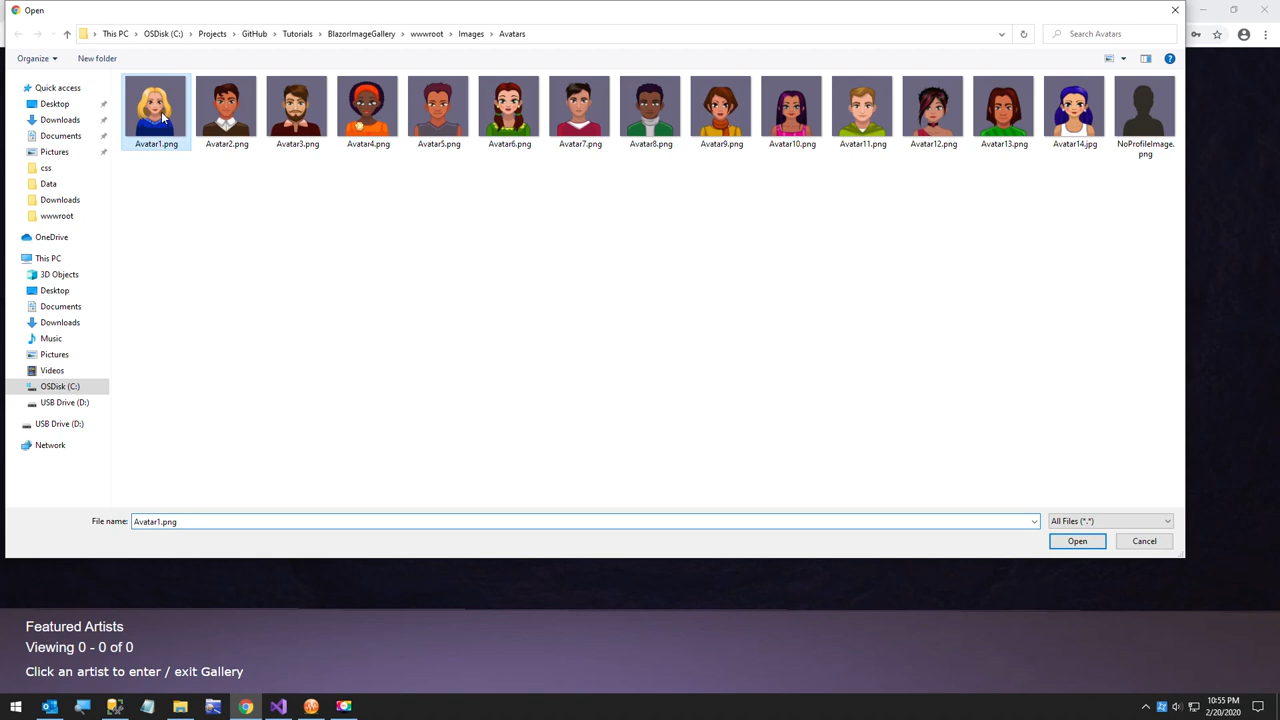 Open
This PC > OSDisk (C:) > Projects > GitHub > Tutorials > BlazorImageGallery > wwwroot > Images > Avatars
Search Avatars
Organize
New folder
Quick access
Desktop
Downloads
Documents
Pictures
css
Data
Downloads
wwwroot
OneDrive
This PC
3D Objects
Desktop
Documents
Downloads
Music
Pictures
Videos
OSDisk (C:)
USB Drive (D:)
USB Drive (D:)
Network
Avatar1.png
Avatar2.png
Avatar3.png
Avatar4.png
Avatar5.png
Avatar6.png
Avatar7.png
Avatar8.png
Avatar9.png
Avatar10.png
Avatar11.png
Avatar12.png
Avatar13.png
Avatar14.jpg
NoProfileImage.
png
File name: Avatar1.png
All Files (*.*)
Open
Cancel
Featured Artists
Viewing 0 - 0 of 0
Click an artist to enter / exit Gallery
10:55 PM
2/20/2020